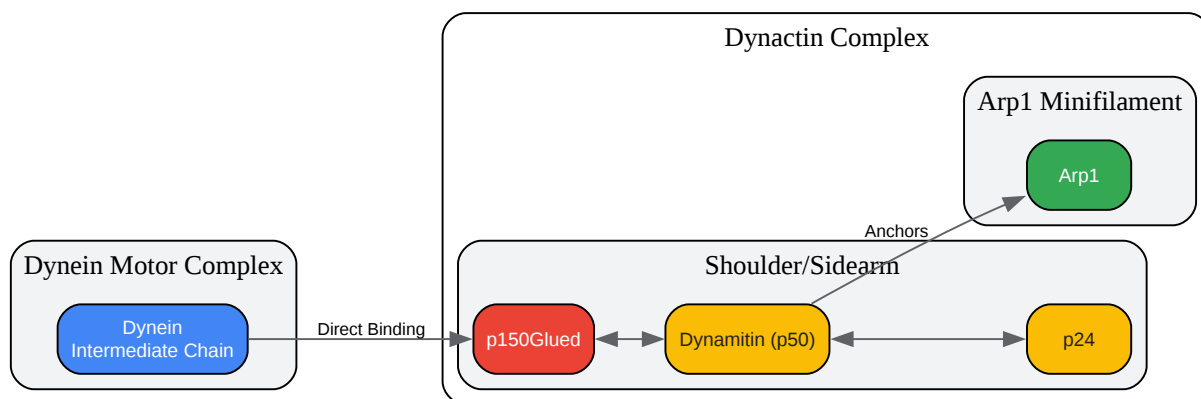 Dynactin Complex
Arp1 Minifilament
Arp1
Anchors
Dynein Motor Complex
Shoulder/Sidearm
Dynein
Intermediate Chain
Direct Binding
p150Glued
Dynamitin (p50)
p24